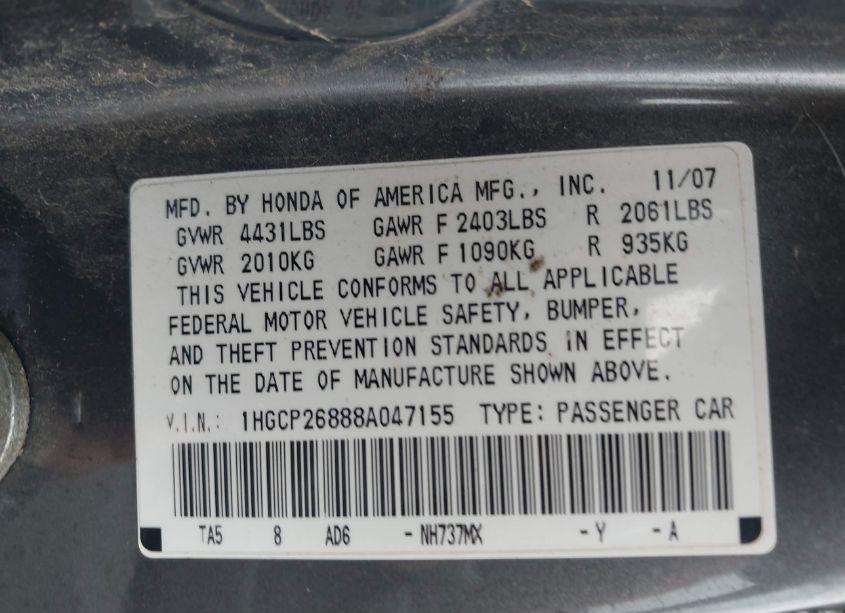 MFD. BY HONDA OF AMERICA MFG., INC. 11/07
GVWR 4431LBS GAWR F 2403LBS R 2061LBS
GVWR 2010KG GAWR F 1090KG R 935KG
THIS VEHICLE CONFORMS TO ALL APPLICABLE
FEDERAL MOTOR VEHICLE SAFETY, BUMPER,
AND THEFT PREVENTION STANDARDS IN EFFECT
ON THE DATE OF MANUFACTURE SHOWN ABOVE.
V.I.N.: 1HGCP26888A047155 TYPE: PASSENGER CAR
TA5 8 AD6 -NH737MX -Y -A